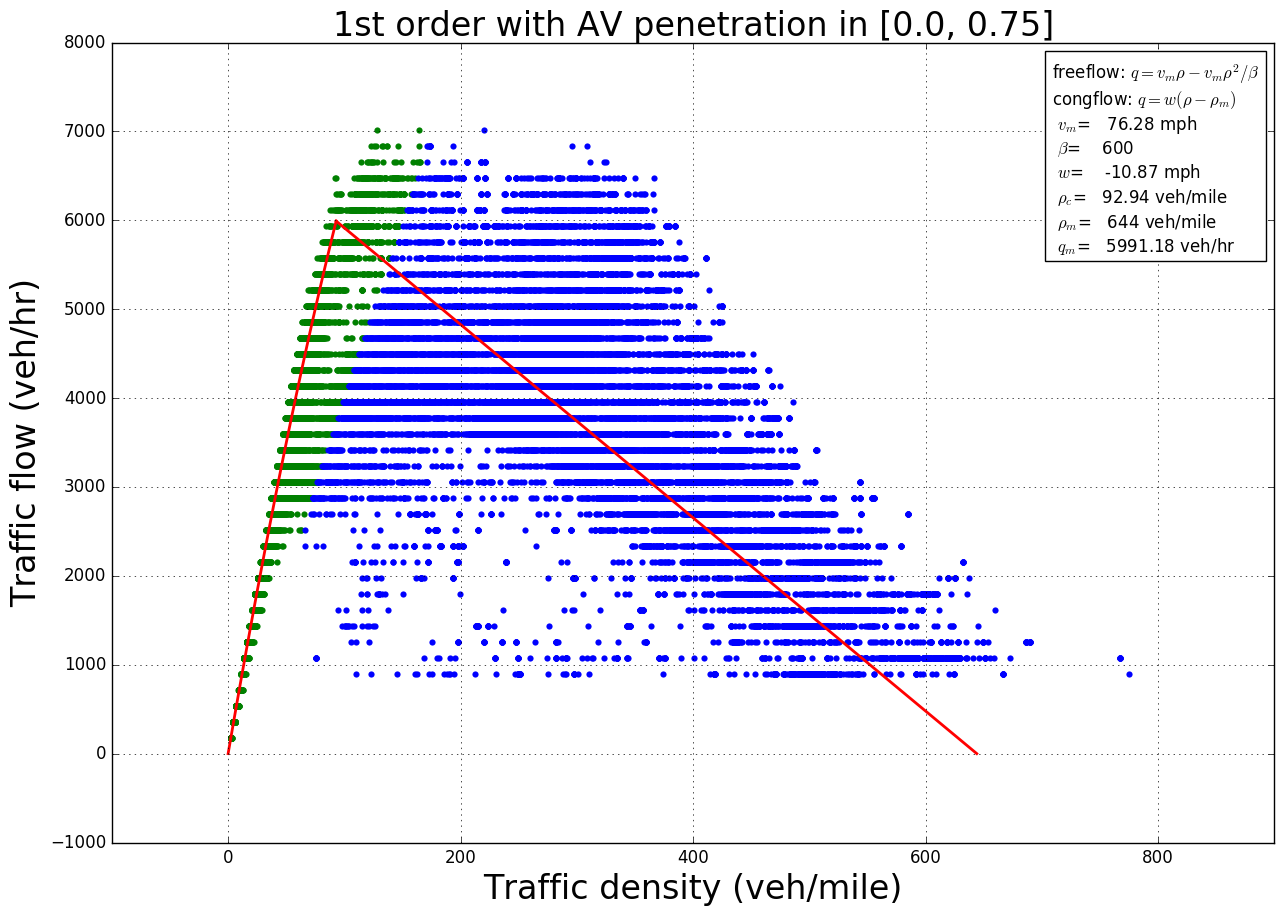 1st order with AV penetration in [0.0, 0.75]
8000
7000
6000
5000
4000
3000
2000
1000
0
−1000
Traffic flow (veh/hr)
freeflow: q = v_m ρ − v_m ρ²/β
congflow: q = w(ρ − ρ_m)
v_m= 76.28 mph
β= 600
w= -10.87 mph
ρ_c= 92.94 veh/mile
ρ_m= 644 veh/mile
q_m= 5991.18 veh/hr
0 200 400 600 800
Traffic density (veh/mile)